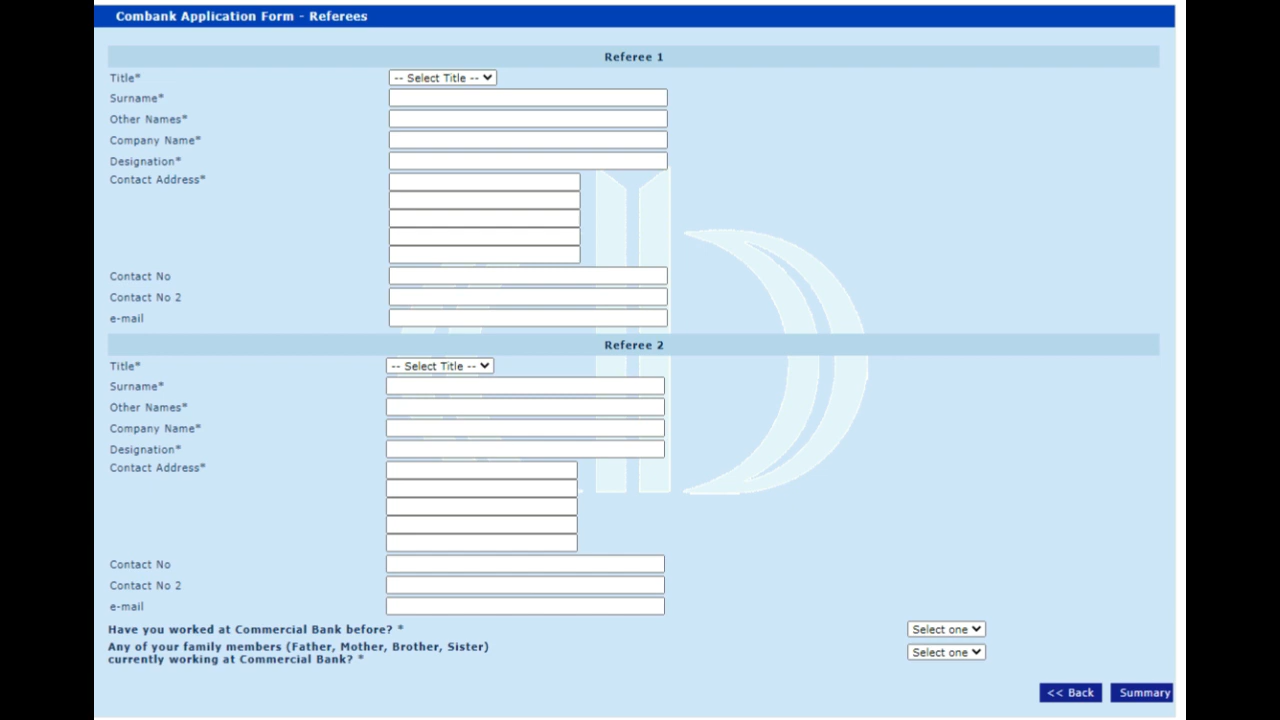 Combank Application Form - Referees
Referee 1
Title* -- Select Title --
Surname*
Other Names*
Company Name*
Designation*
Contact Address*
Contact No
Contact No 2
e-mail
Referee 2
Title* -- Select Title --
Surname*
Other Names*
Company Name*
Designation*
Contact Address*
Contact No
Contact No 2
e-mail
Have you worked at Commercial Bank before? * Select one
Any of your family members (Father, Mother, Brother, Sister)
currently working at Commercial Bank? * Select one
<< Back Summary